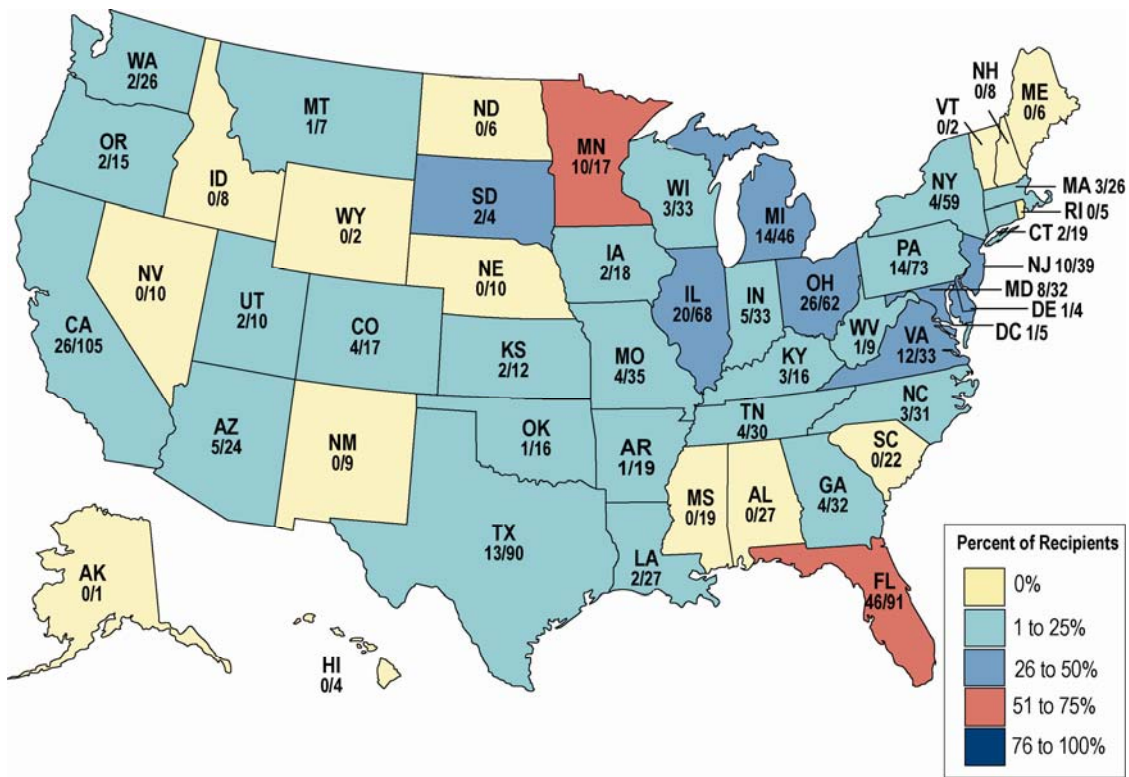 WA
2/26
MT
1/7
ND
0/6
MN
10/17
NH
0/8
VT
0/2
ME
0/6
OR
2/15
ID
0/8
WY
0/2
SD
2/4
WI
3/33
MI
14/46
NY
4/59
MA 3/26
RI 0/5
CT 2/19
NJ 10/39
MD 8/32
DE 1/4
DC 1/5
NV
0/10
UT
2/10
CO
4/17
NE
0/10
IA
2/18
IL
20/68
IN
5/33
OH
26/62
PA
14/73
WV
1/9
VA
12/33
CA
26/105
KS
2/12
MO
4/35
KY
3/16
NC
3/31
AZ
5/24
NM
0/9
OK
1/16
AR
1/19
TN
4/30
SC
0/22
MS
0/19
AL
0/27
GA
4/32
TX
13/90
LA
2/27
FL
46/91
AK
0/1
HI
0/4
Percent of Recipients
0%
1 to 25%
26 to 50%
51 to 75%
76 to 100%